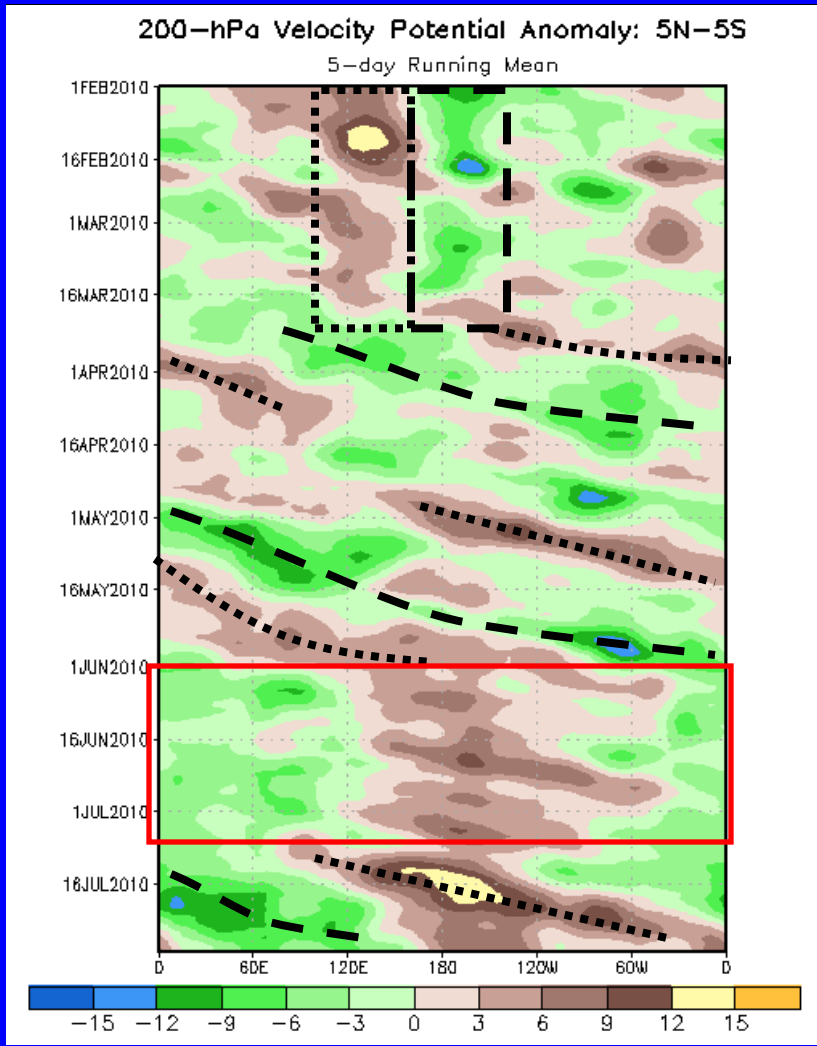 200-hPa Velocity Potential Anomaly: 5N-5S
5-day Running Mean
1FEB2010
16FEB2010
1MAR2010
16MAR2010
1APR2010
16APR2010
1MAY2010
16MAY2010
1JUN2010
16JUN2010
1JUL2010
16JUL2010
0 60E 120E 180 120W 60W 0
-15 -12 -9 -6 -3 0 3 6 9 12 15